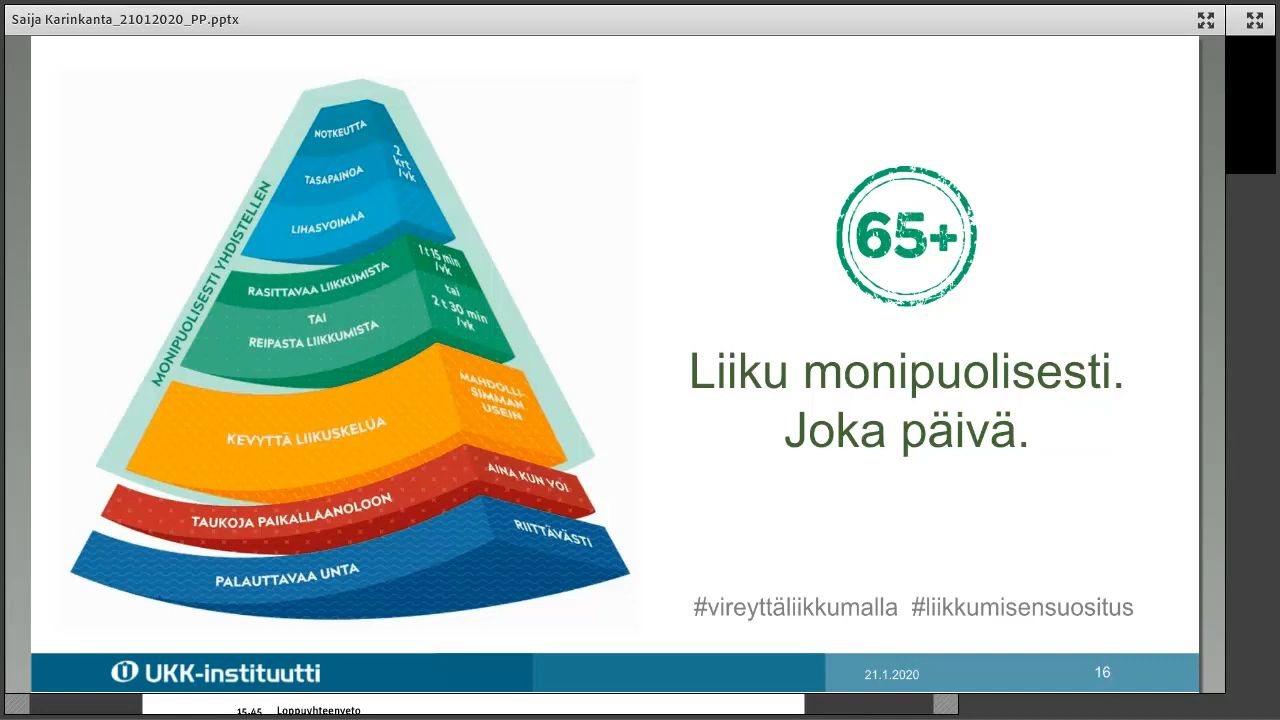 Saija Karinkanta_21012020_PP.pptx
MONIPUOLISESTI YHDISTELLEN
NOTKEUTTA
TASAPAINOA
LIHASVOIMAA
2
krt
/vk
RASITTAVAA LIIKKUMISTA
TAI
REIPASTA LIIKKUMISTA
1 t 15 min
/vk
tai
2 t 30 min
/vk
KEVYTTÄ LIIKUSKELUA
MAHDOLLI-
SIMMAN
USEIN
TAUKOJA PAIKALLAANOLOON
AINA KUN VOI
PALAUTTAVAA UNTA
RIITTÄVÄSTI
65+
Liiku monipuolisesti.
Joka päivä.
#vireyttäliikkumalla #liikkumisensuositus
UKK-instituutti
21.1.2020
16
15.45 Loppuyhteenveto